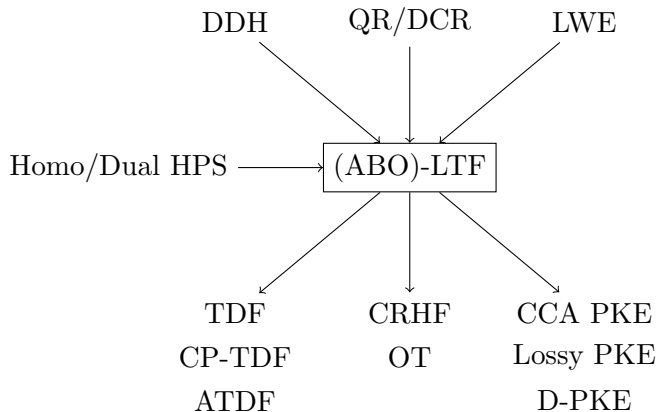 DDH QR/DCR LWE
Homo/Dual HPS (ABO)-LTF
TDF CRHF CCA PKE
CP-TDF OT Lossy PKE
ATDF D-PKE